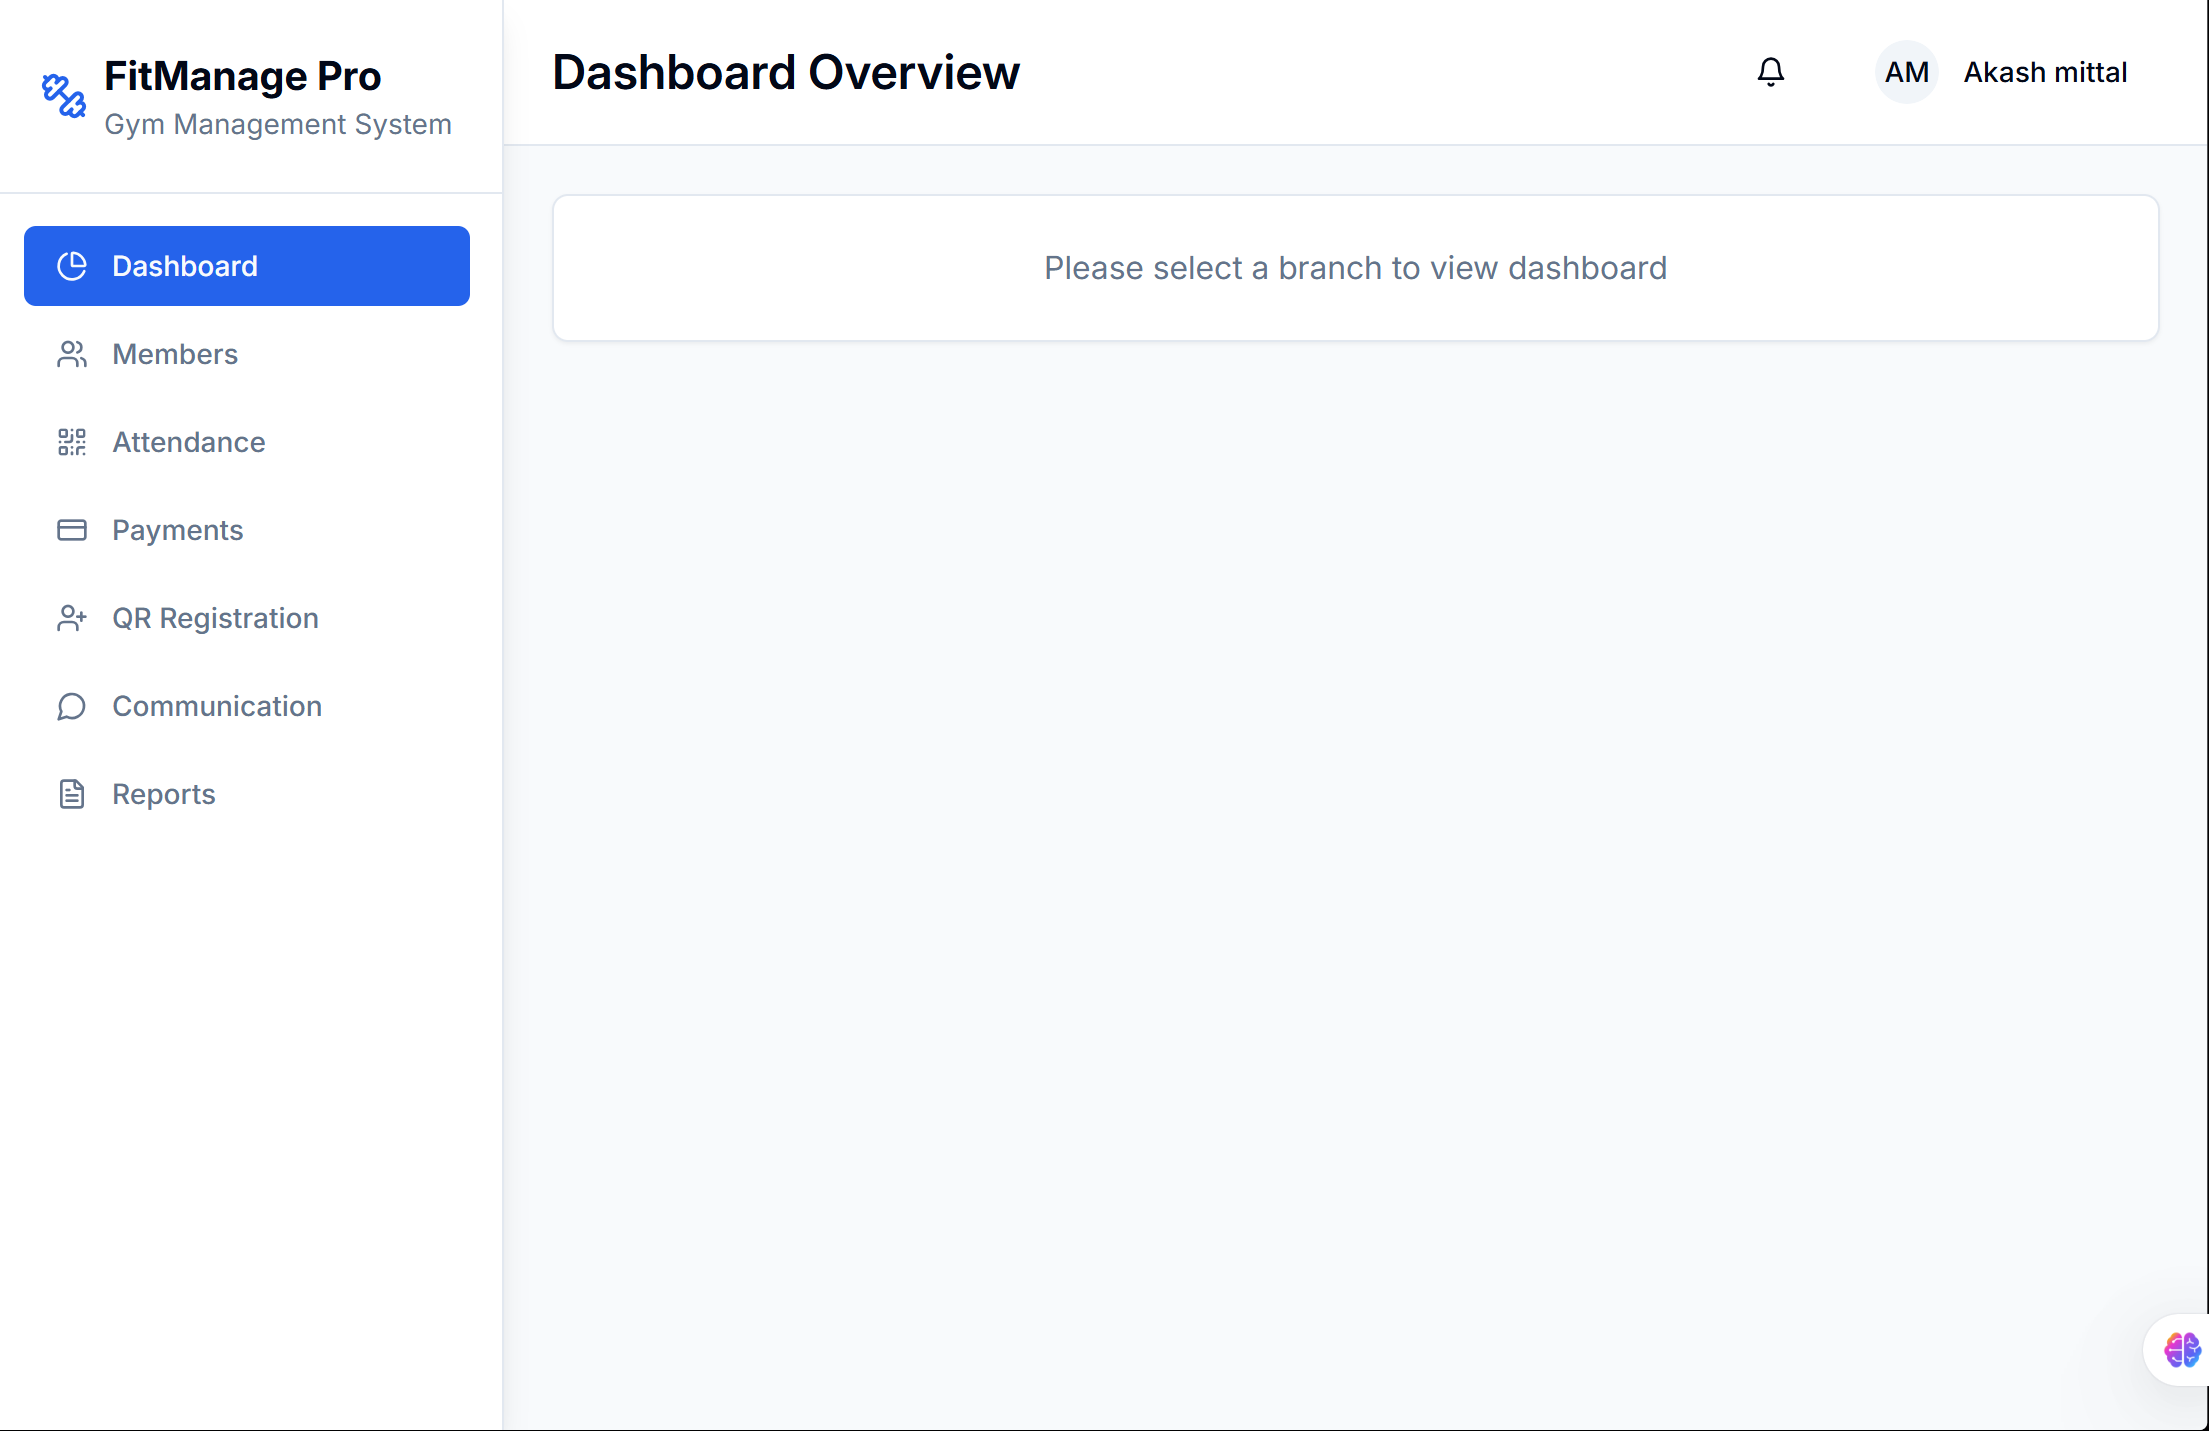 FitManage Pro
Gym Management System
Dashboard
Members
Attendance
Payments
QR Registration
Communication
Reports
Dashboard Overview
AM
Akash mittal
Please select a branch to view dashboard